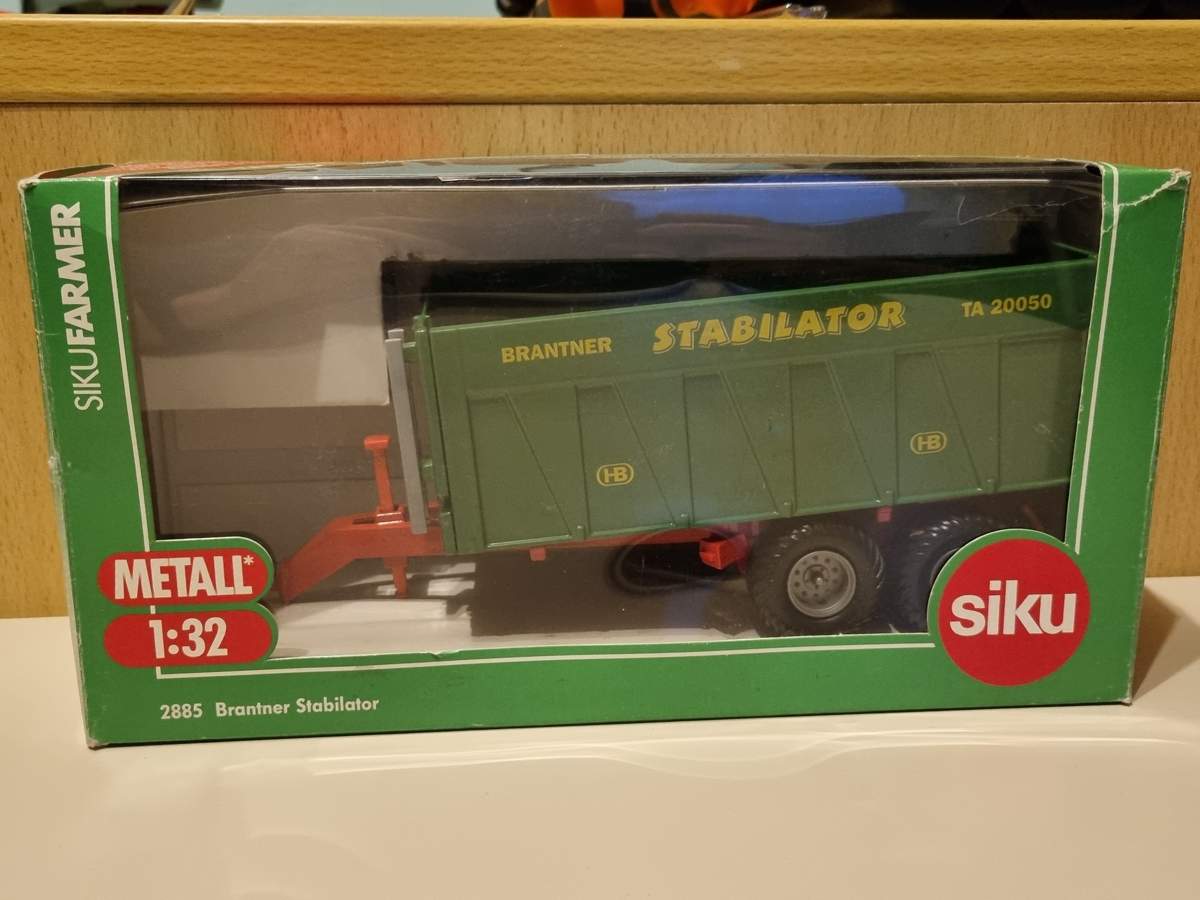 SIKUFARMER
BRANTNER STABILATOR TA 20050
HB HB
METALL*
1:32
siku
2885 Brantner Stabilator